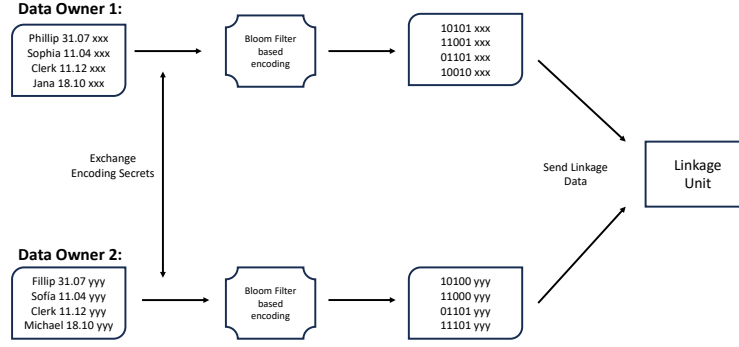 Data Owner 1:
Phillip 31.07 xxx
Sophia 11.04 xxx
Clerk 11.12 xxx
Jana 18.10 xxx
Bloom Filter
based
encoding
10101 xxx
11001 xxx
01101 xxx
10010 xxx
Exchange
Encoding Secrets
Send Linkage
Data
Linkage
Unit
Data Owner 2:
Fillip 31.07 yyy
Sofía 11.04 yyy
Clerk 11.12 yyy
Michael 18.10 yyy
Bloom Filter
based
encoding
10100 yyy
11000 yyy
01101 yyy
11101 yyy